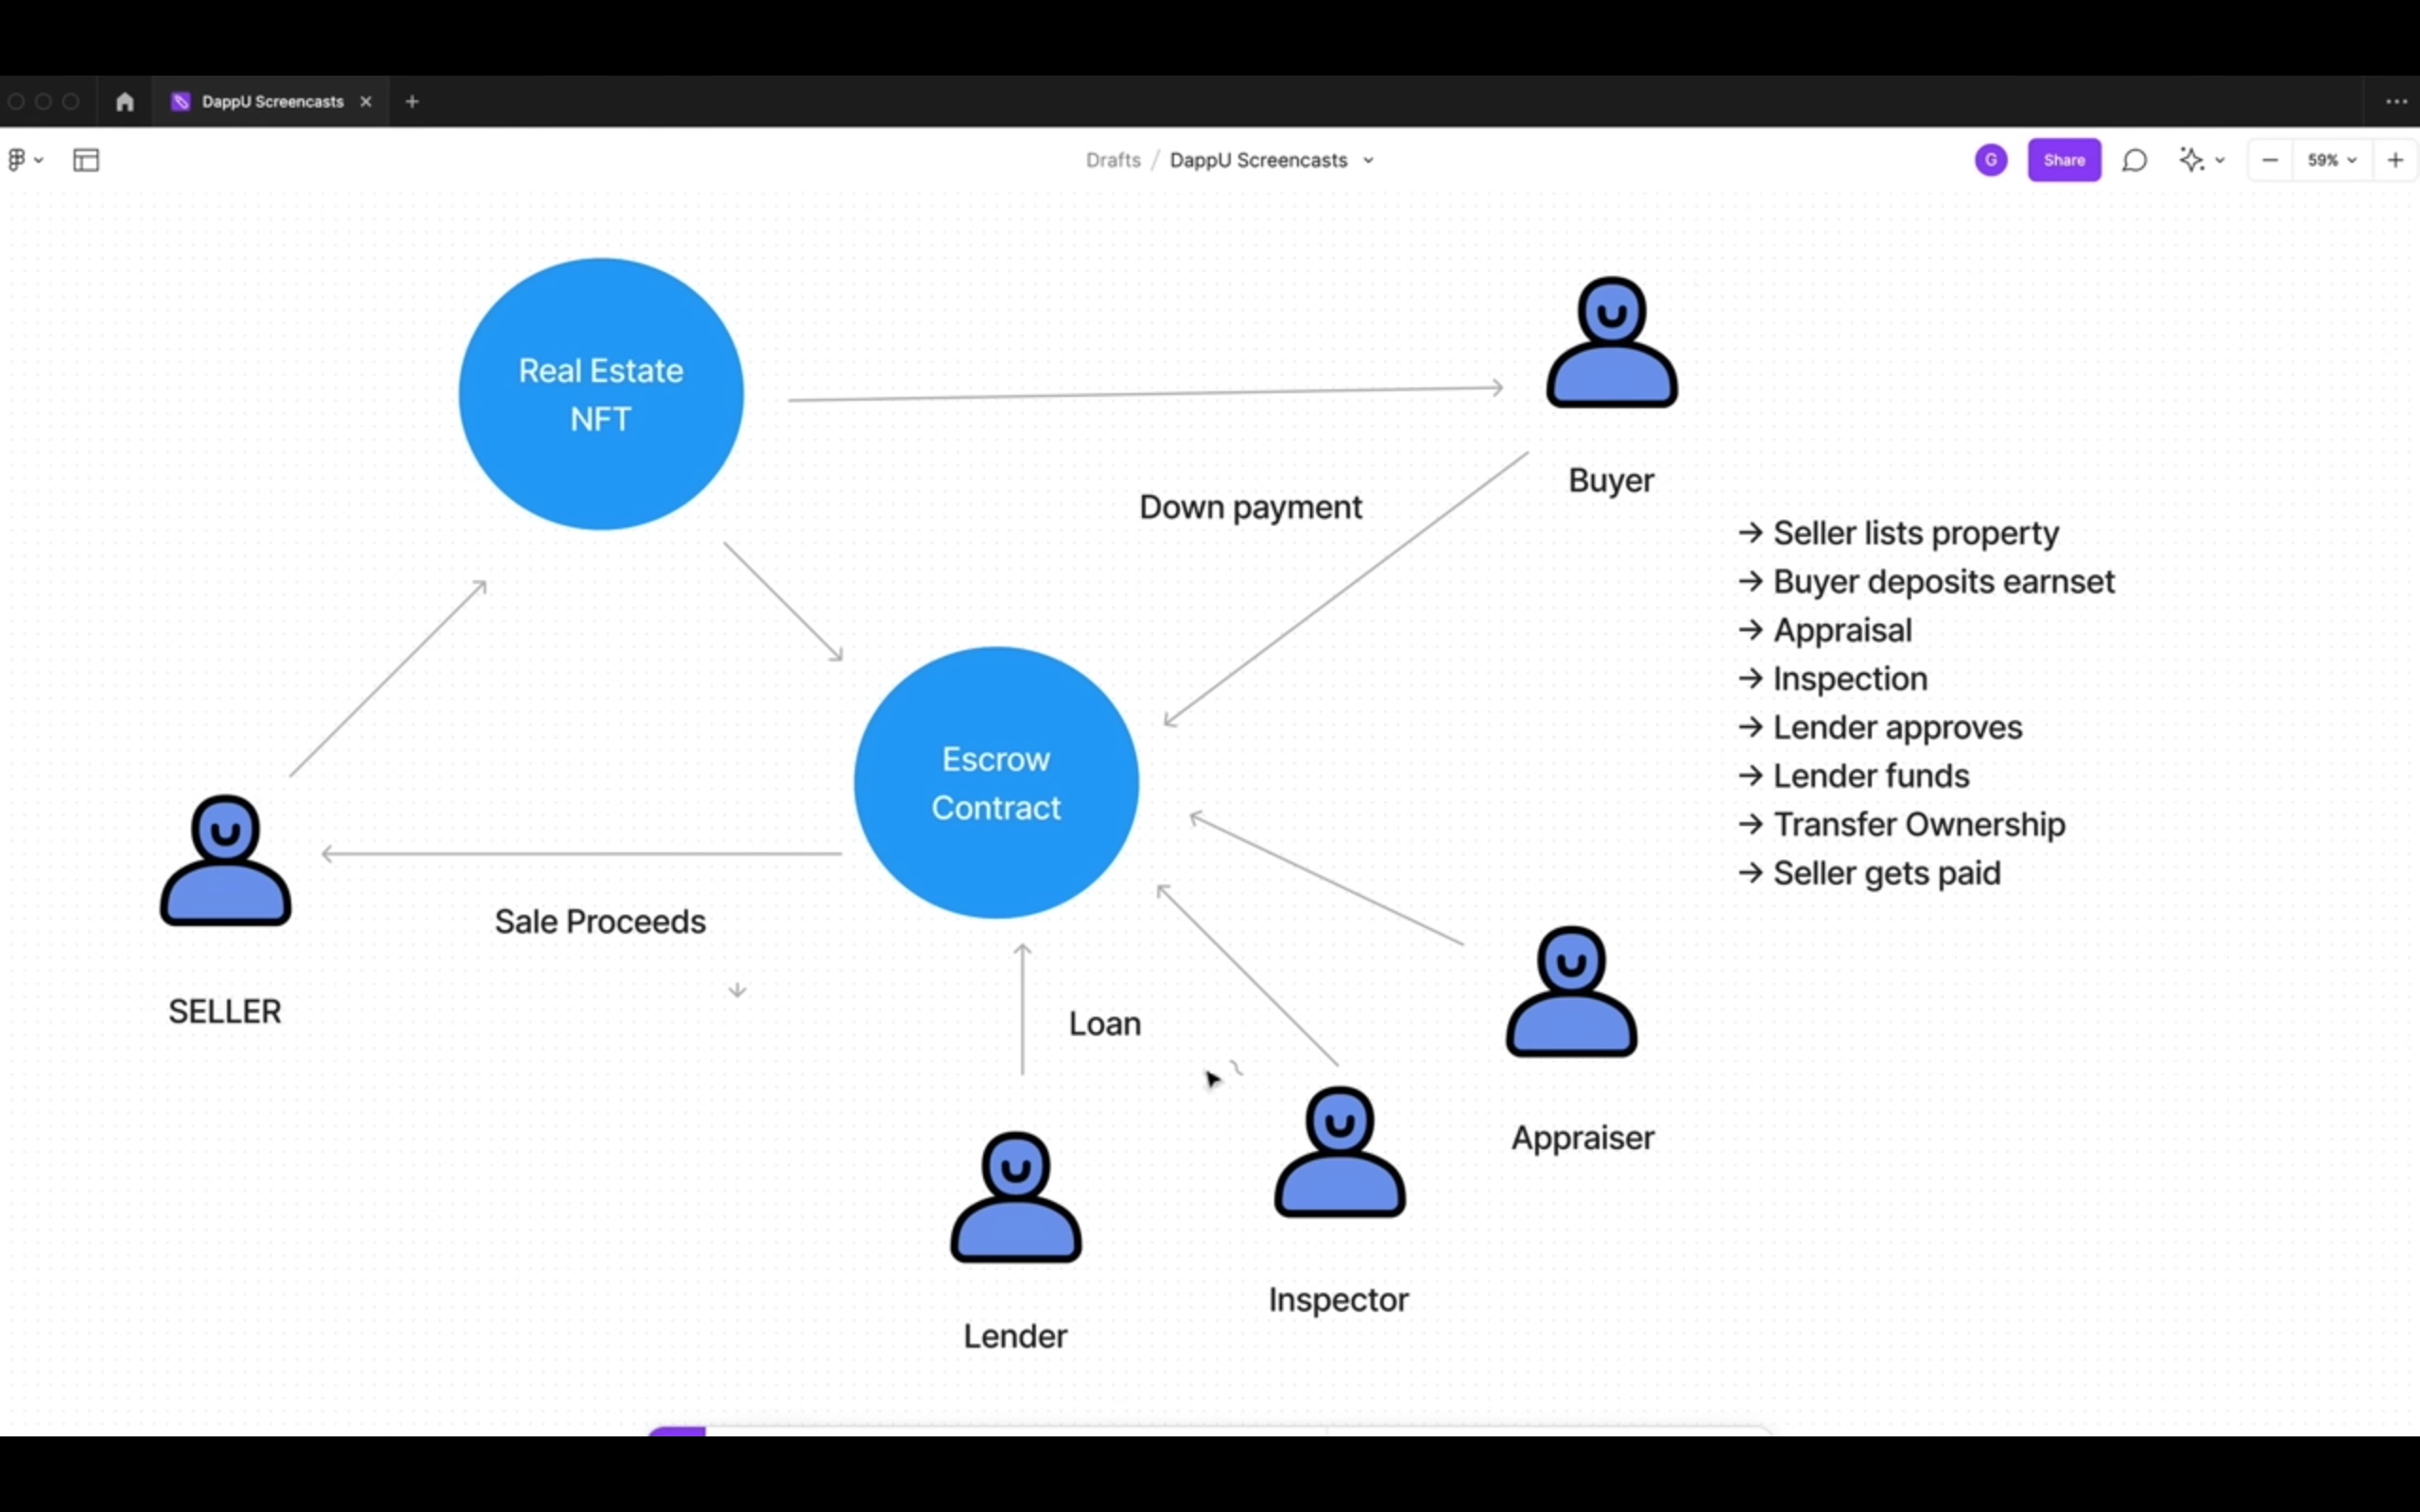 DappU Screencasts
Drafts / DappU Screencasts
G
Share
59%
Real Estate
NFT
Buyer
Down payment
→ Seller lists property
→ Buyer deposits earnset
→ Appraisal
→ Inspection
→ Lender approves
→ Lender funds
→ Transfer Ownership
→ Seller gets paid
Escrow
Contract
Sale Proceeds
SELLER
Loan
Appraiser
Inspector
Lender